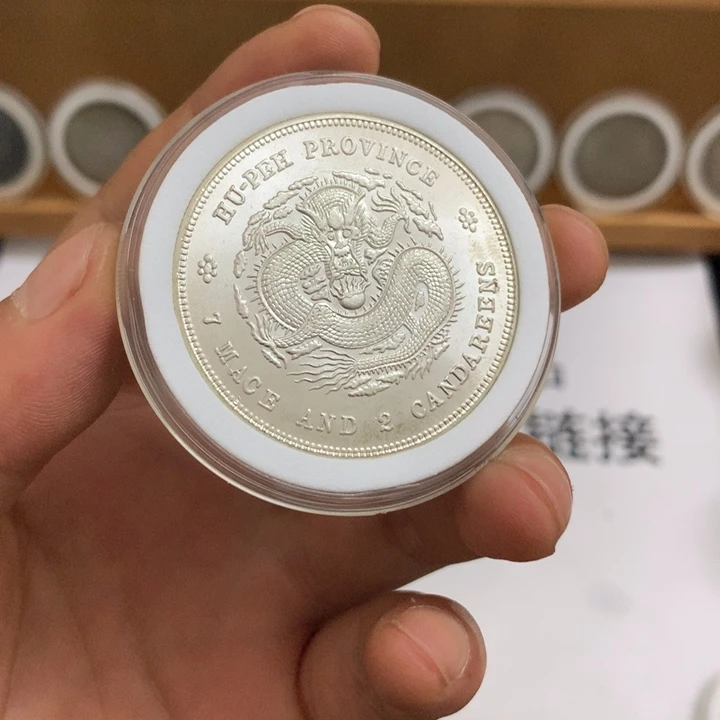 HU-PEH PROVINCE
7 MACE AND 2 CANDAREENS
链接